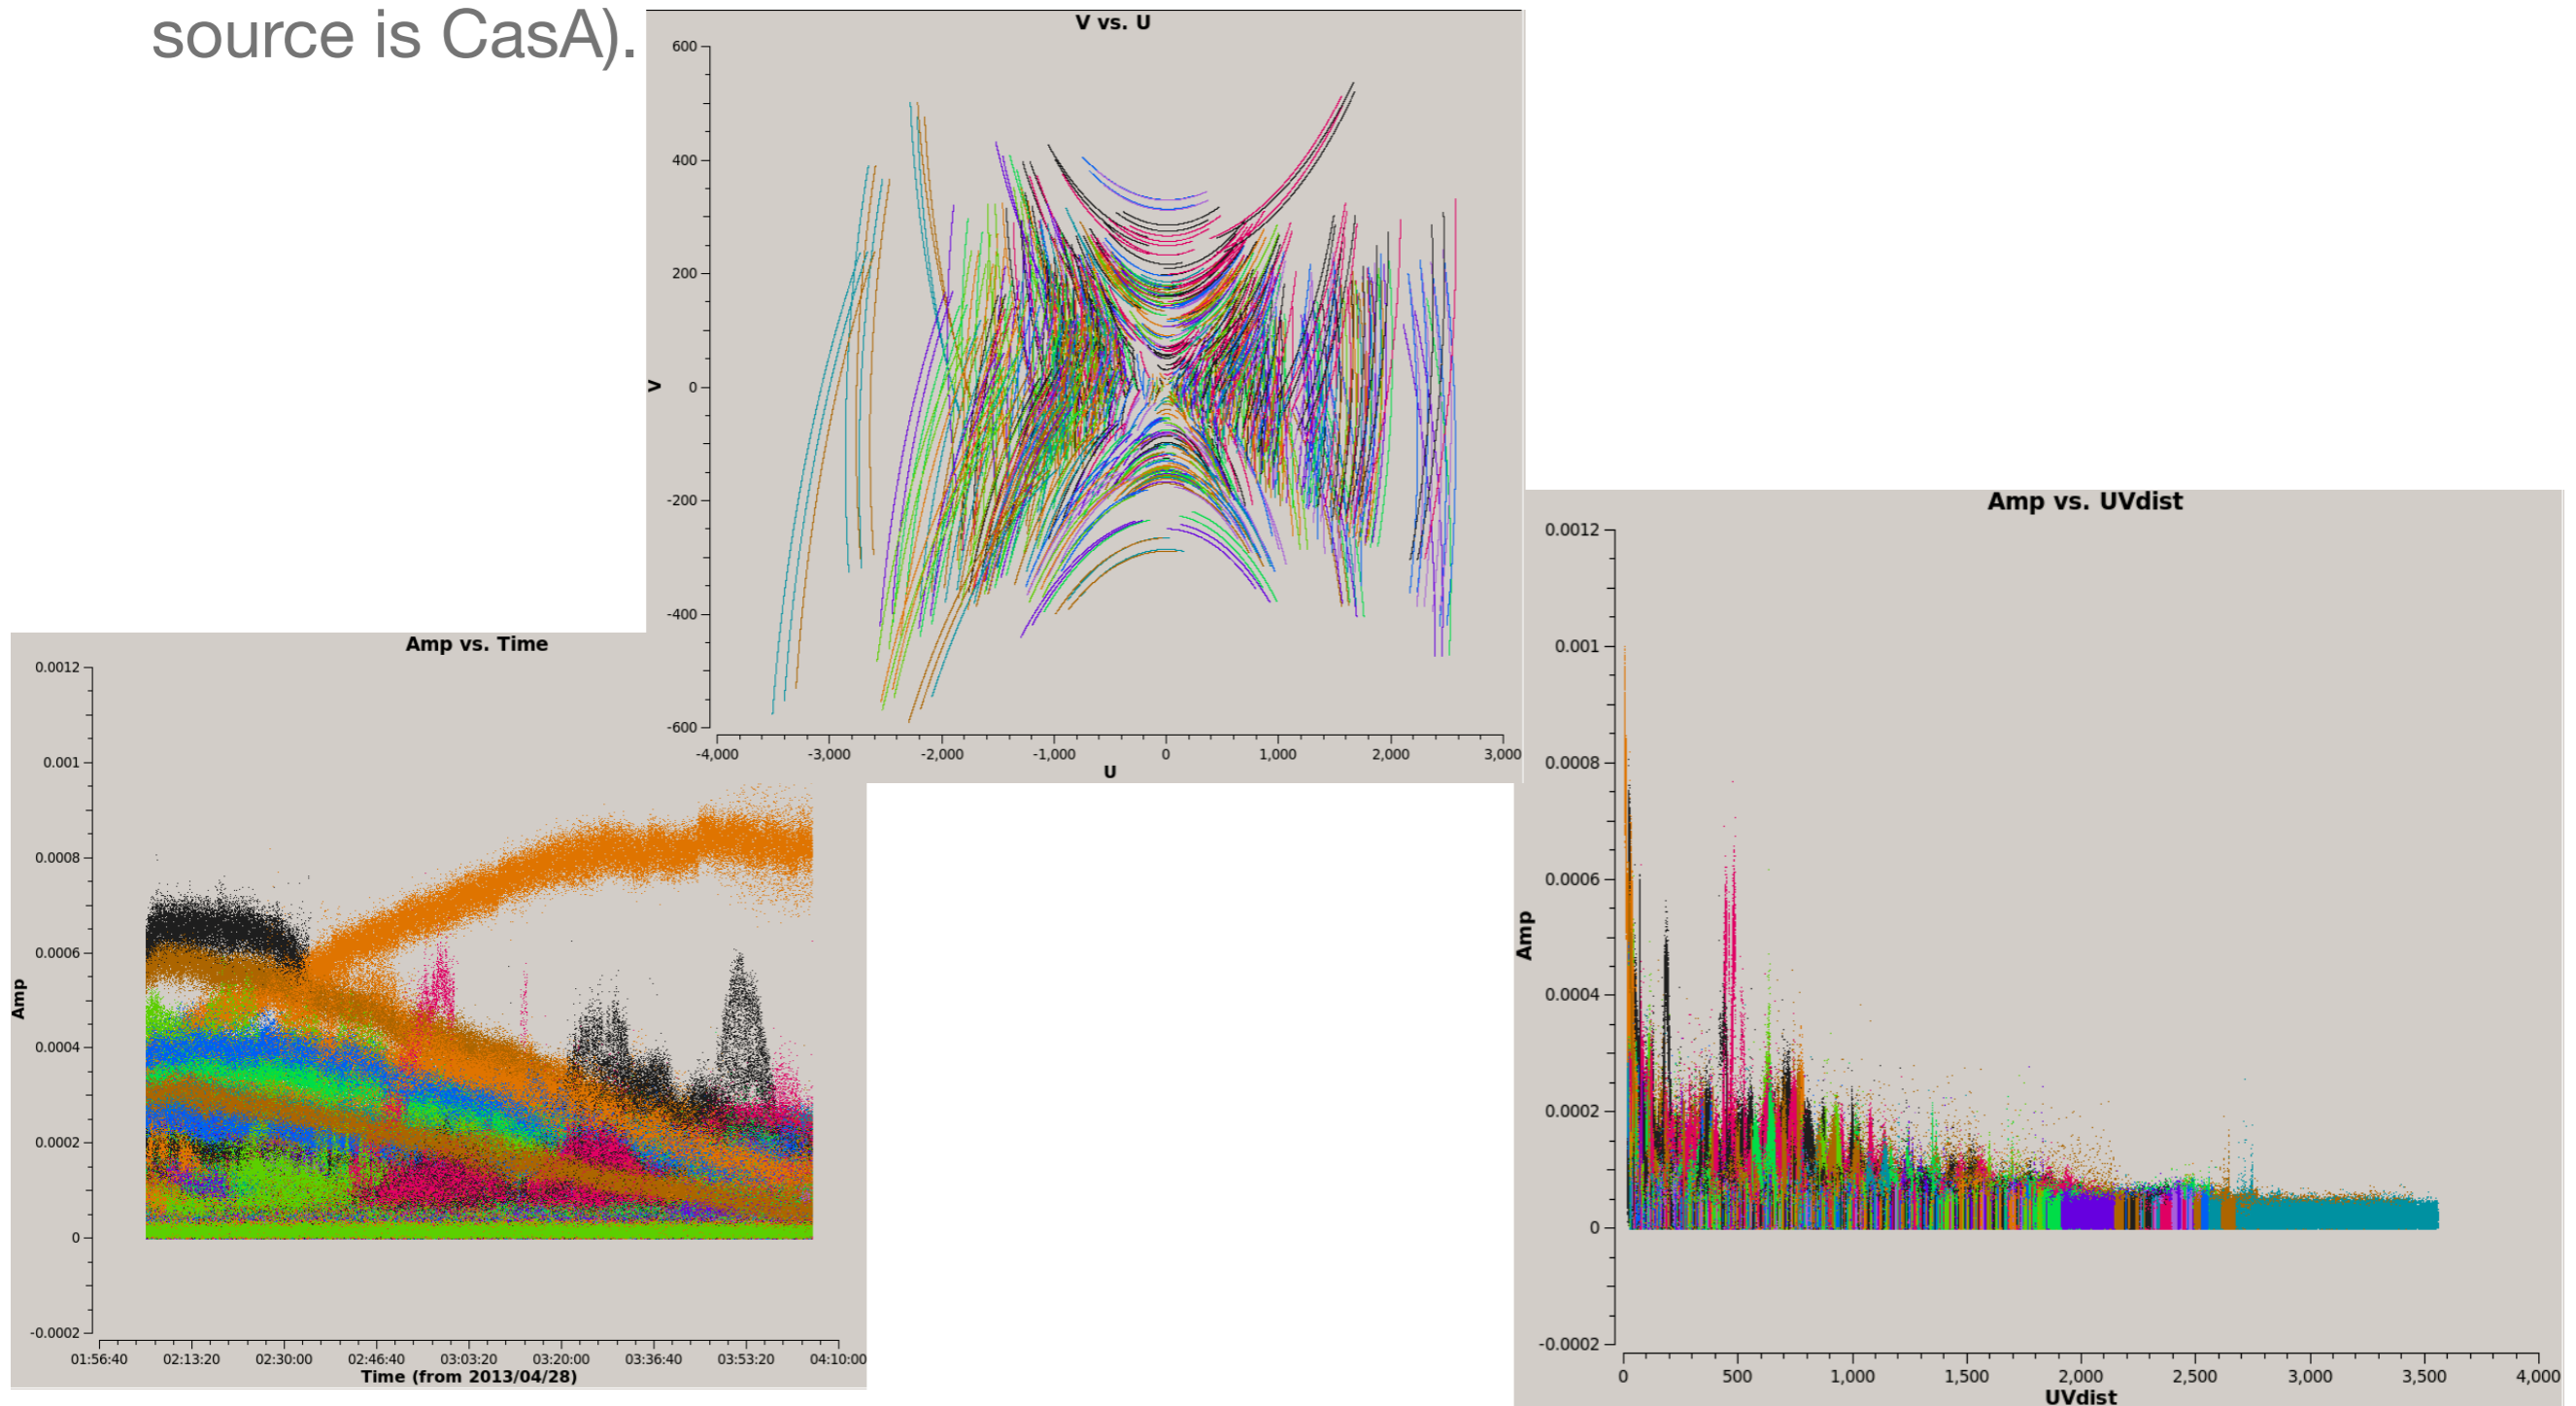 source is CasA).
V vs. U
600
400
200
0
-200
-400
-600
V
-4,000 -3,000 -2,000 -1,000 0 1,000 2,000 3,000
U
Amp vs. Time
0.0012
0.001
0.0008
0.0006
0.0004
0.0002
0
-0.0002
Amp
01:56:40 02:13:20 02:30:00 02:46:40 03:03:20 03:20:00 03:36:40 03:53:20 04:10:00
Time (from 2013/04/28)
Amp vs. UVdist
0.0012
0.001
0.0008
0.0006
0.0004
0.0002
0
-0.0002
Amp
0 500 1,000 1,500 2,000 2,500 3,000 3,500 4,000
UVdist